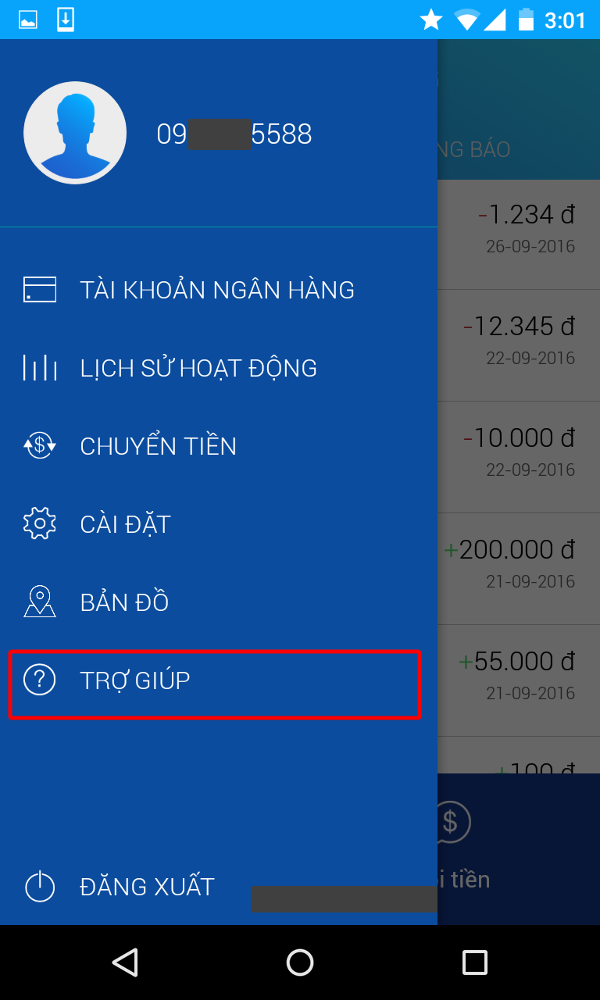 3:01
09 5588
BÁO
-1.234 đ
26-09-2016
TÀI KHOẢN NGÂN HÀNG
-12.345 đ
22-09-2016
LỊCH SỬ HOẠT ĐỘNG
-10.000 đ
22-09-2016
CHUYỂN TIỀN
+200.000 đ
21-09-2016
CÀI ĐẶT
BẢN ĐỒ
+55.000 đ
21-09-2016
TRỢ GIÚP
+100 đ
tiền
ĐĂNG XUẤT